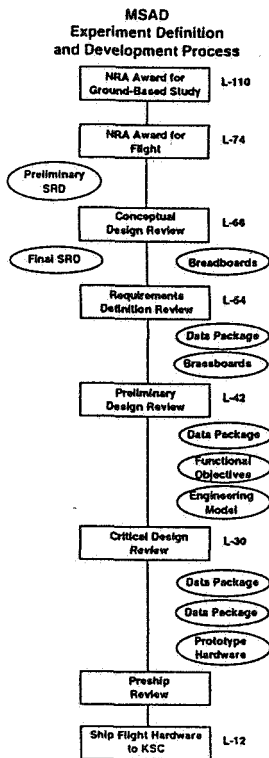 MSAD
Experiment Definition
and Development Process
NRA Award for
Ground-Based Study
L-110
NRA Award for
Flight
L-74
Preliminary
SRD
Conceptual
Design Review
L-66
Final SRD
Breadboards
Requirements
Definition Review
L-54
Data Package
Brassboards
Preliminary
Design Review
L-42
Data Package
Functional
Objectives
Engineering
Model
Critical Design
Review
L-30
Data Package
Data Package
Prototype
Hardware
Preship
Review
Ship Flight Hardware
to KSC
L-12